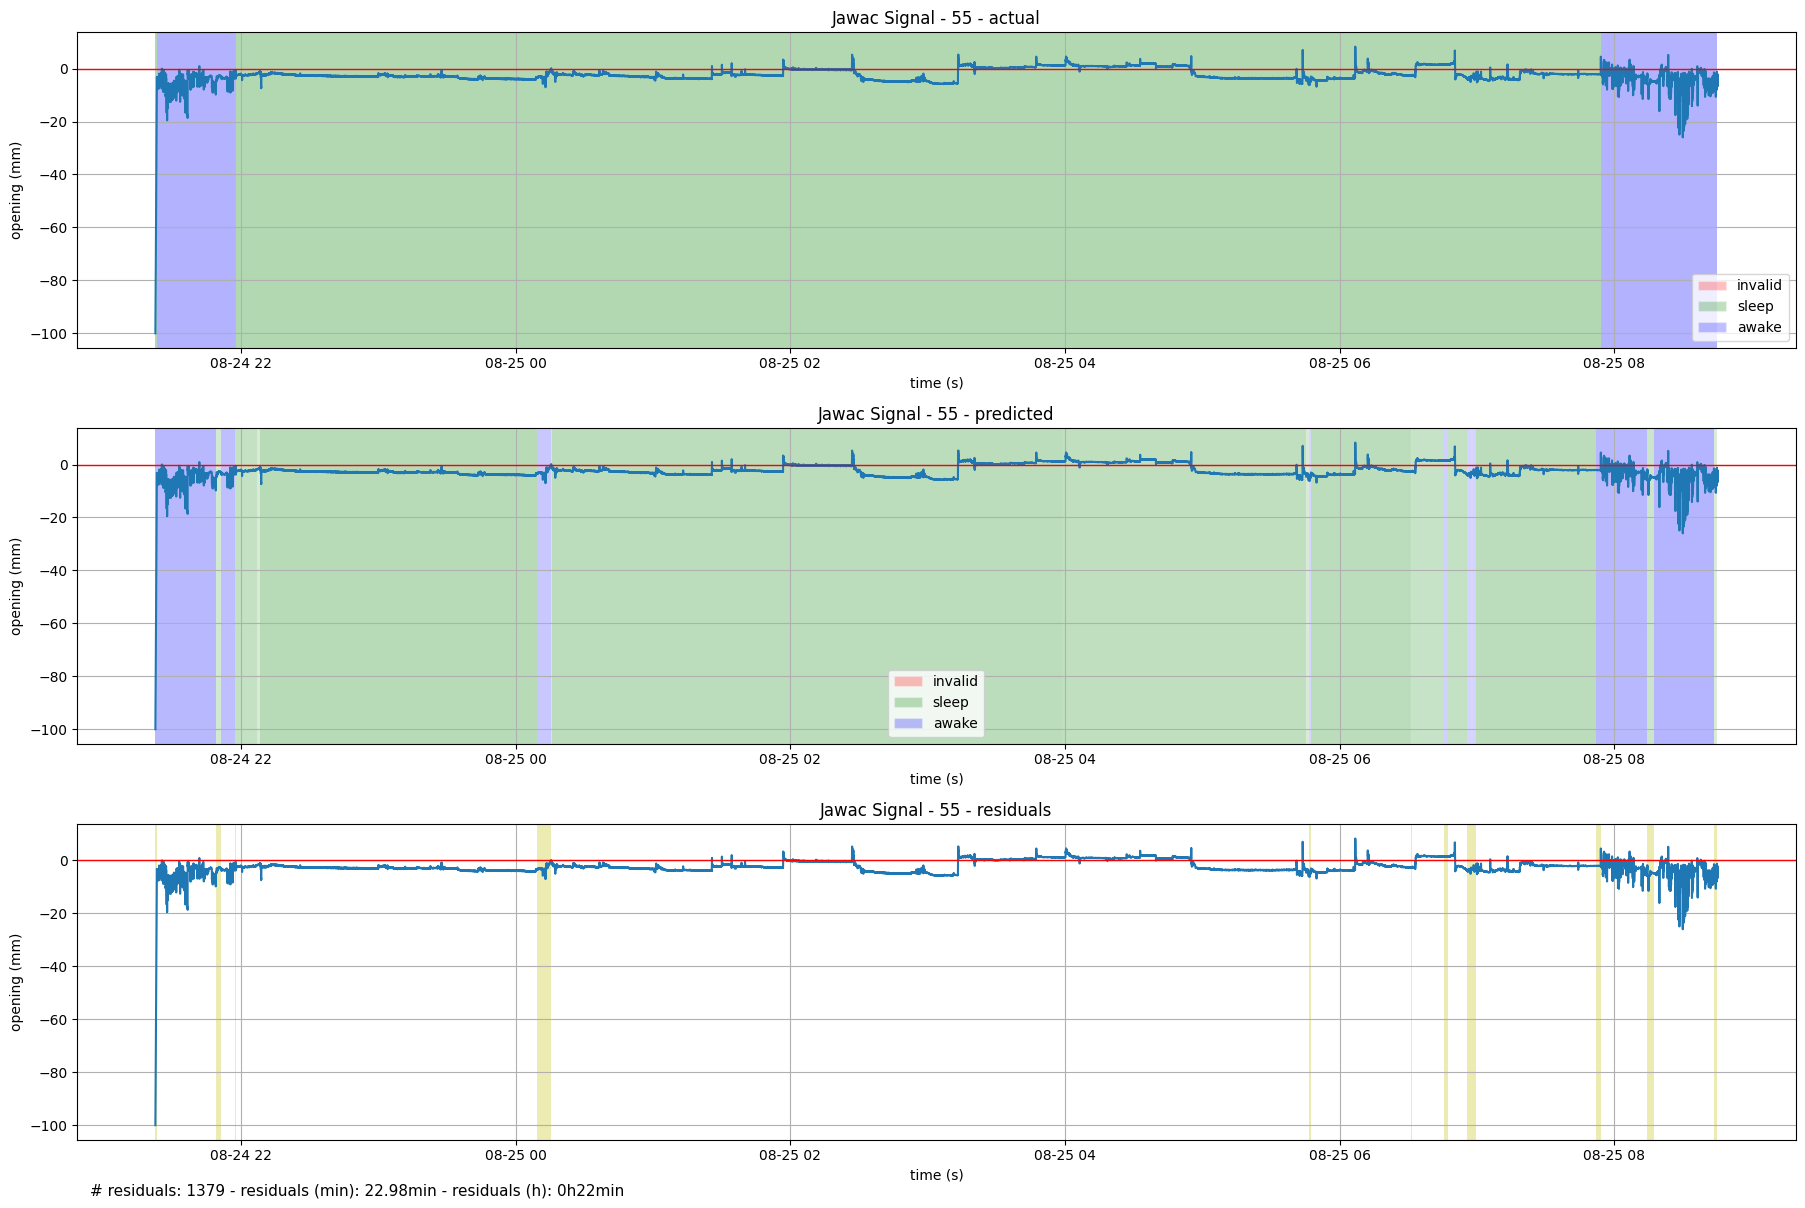 Jawac Signal - 55 - actual
opening (mm)
0
−20
−40
−60
−80
−100
invalid
sleep
awake
08-24 22
08-25 00
08-25 02
08-25 04
08-25 06
08-25 08
time (s)
Jawac Signal - 55 - predicted
opening (mm)
0
−20
−40
−60
−80
−100
invalid
sleep
awake
08-24 22
08-25 00
08-25 02
08-25 04
08-25 06
08-25 08
time (s)
Jawac Signal - 55 - residuals
opening (mm)
0
−20
−40
−60
−80
−100
08-24 22
08-25 00
08-25 02
08-25 04
08-25 06
08-25 08
time (s)
# residuals: 1379 - residuals (min): 22.98min - residuals (h): 0h22min